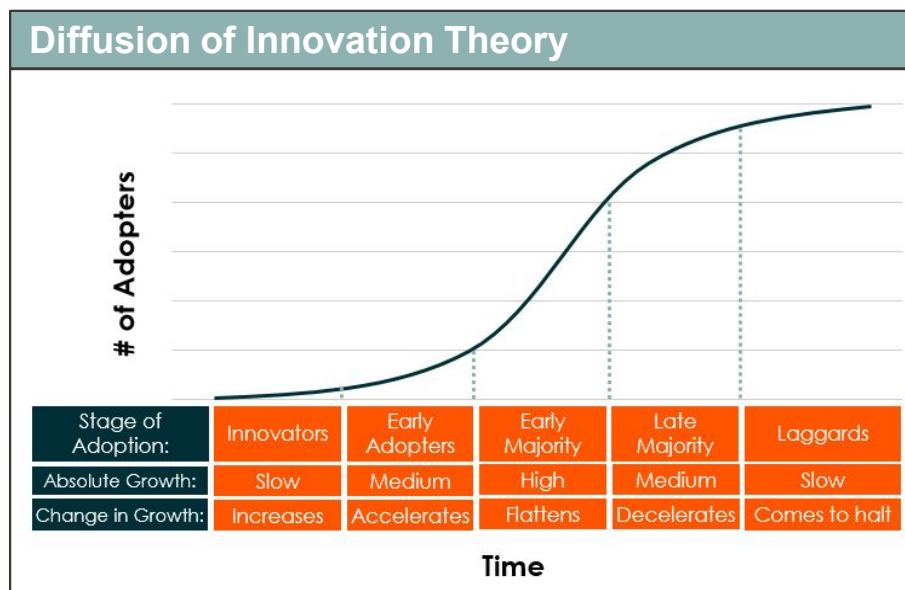 Diffusion of Innovation Theory
# of Adopters
Stage of
Adoption:
Innovators
Early
Adopters
Early
Majority
Late
Majority
Laggards
Absolute Growth:
Slow
Medium
High
Medium
Slow
Change in Growth:
Increases
Accelerates
Flattens
Decelerates
Comes to halt
Time